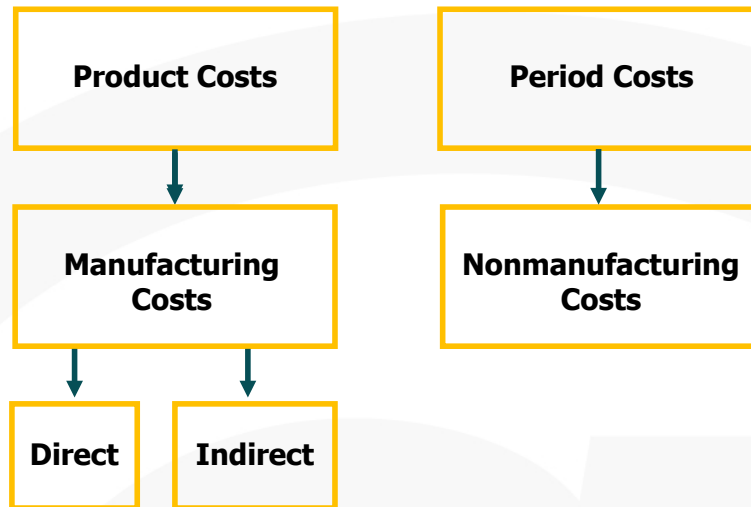 Product Costs
Period Costs
Manufacturing
Costs
Nonmanufacturing
Costs
Direct
Indirect